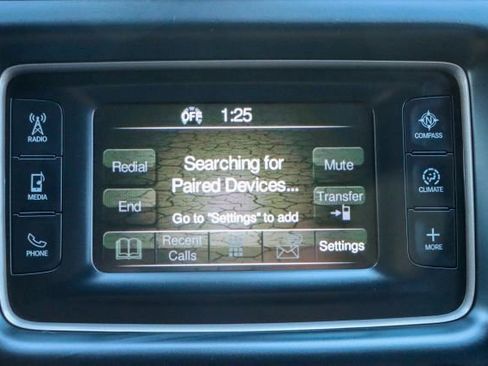 OFF 1:25
RADIO
MEDIA
PHONE
Redial
End
Searching for
Paired Devices...
Go to "Settings" to add
Mute
Transfer
Recent
Calls
Settings
N
COMPASS
CLIMATE
+
MORE